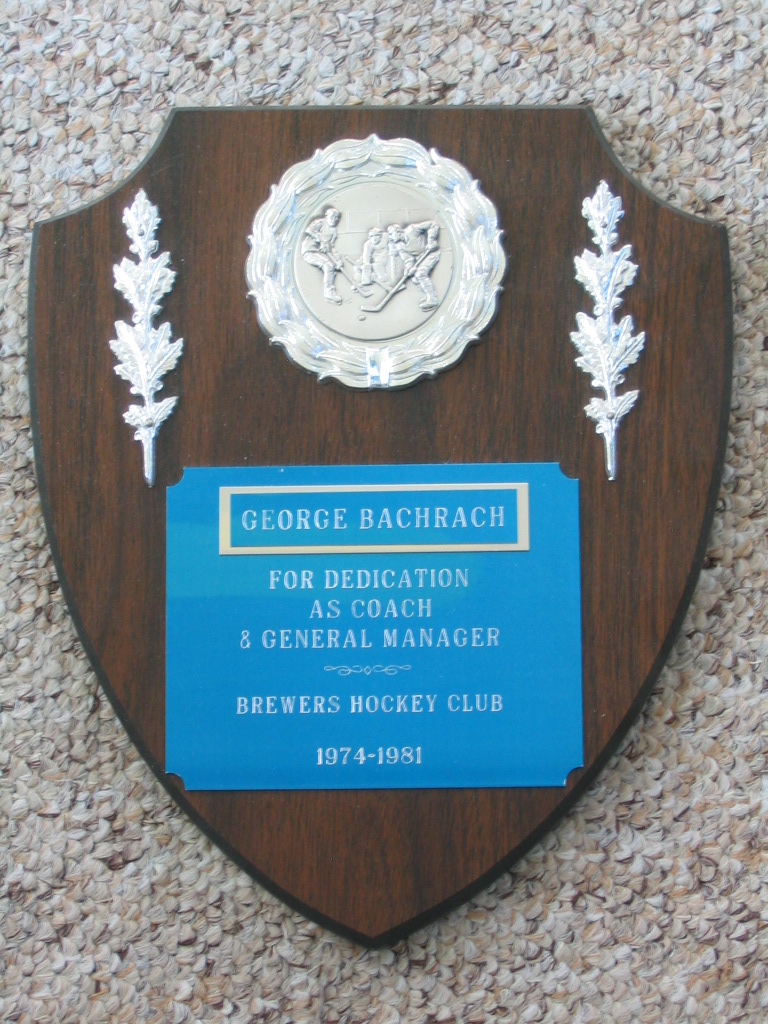 GEORGE BACHRACH
FOR DEDICATION
AS COACH
& GENERAL MANAGER
BREWERS HOCKEY CLUB
1974-1981